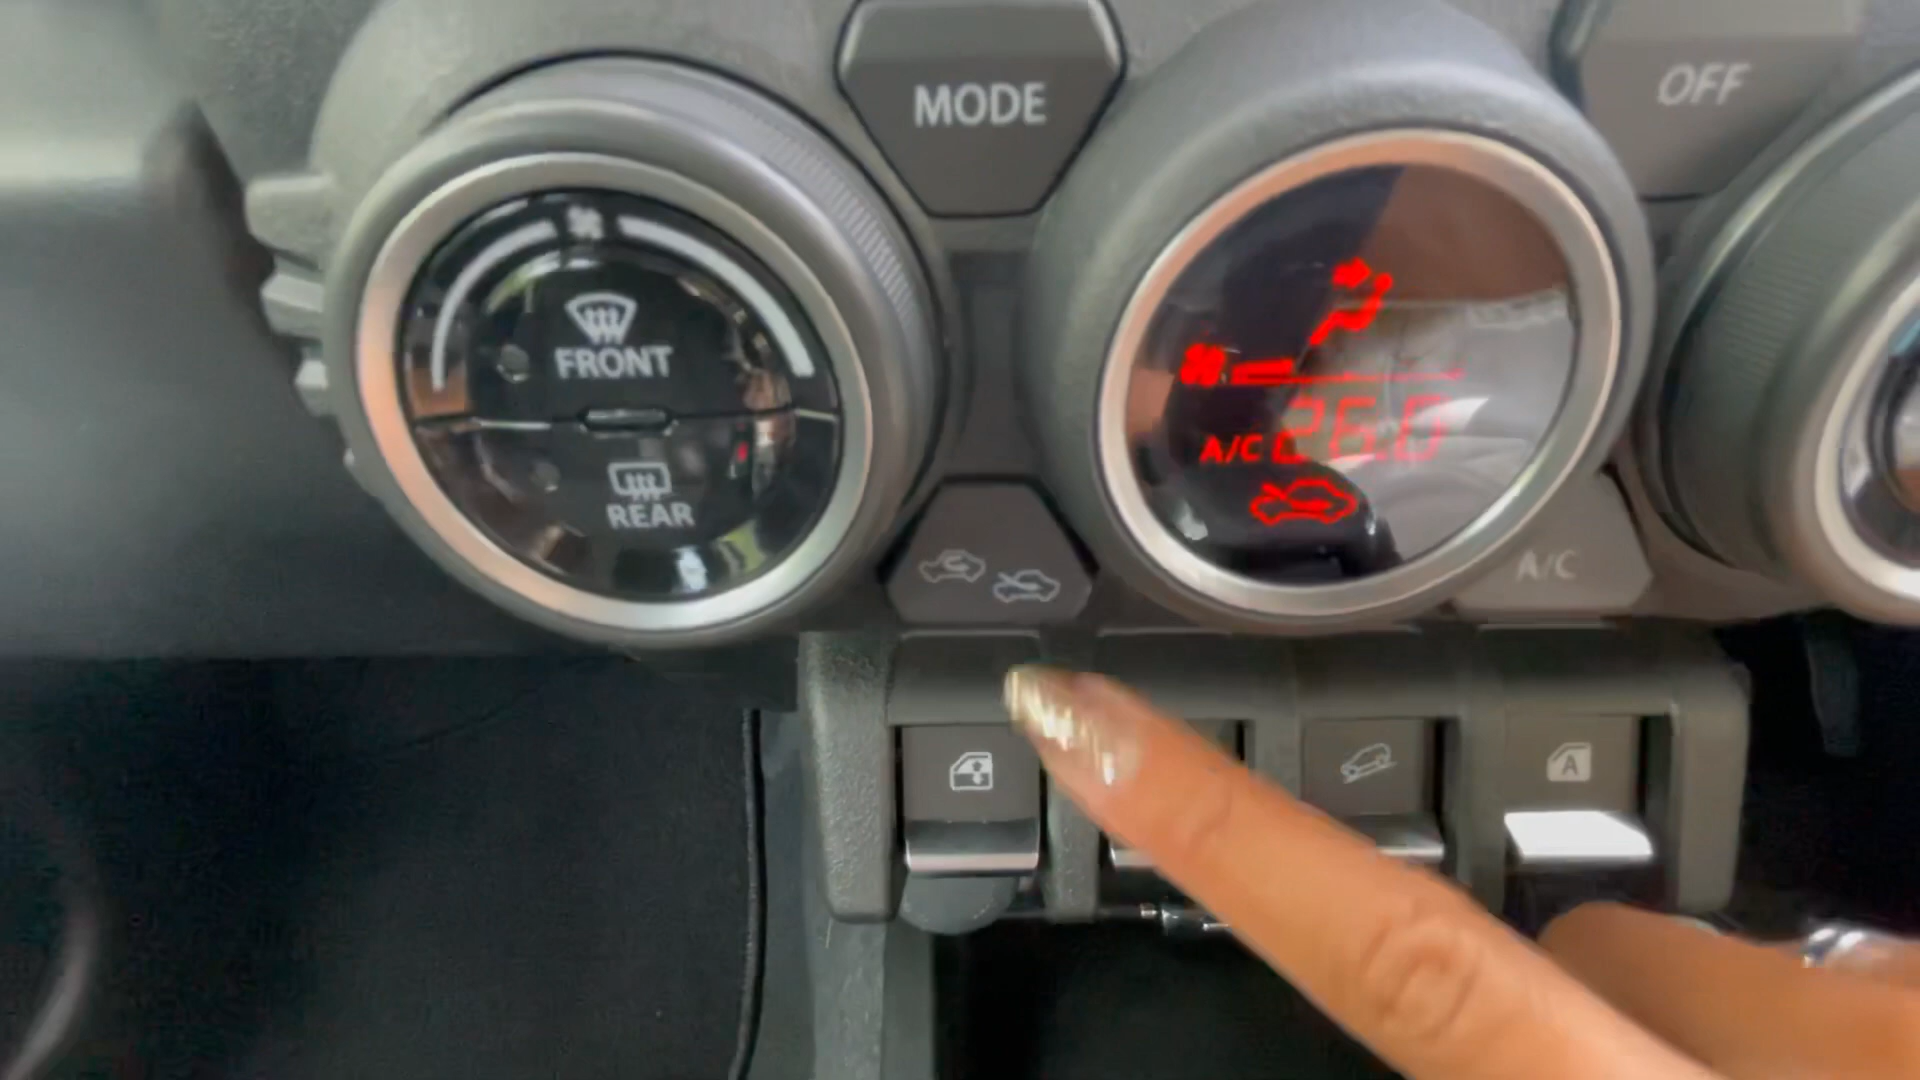 MODE
OFF
FRONT
REAR
A/C 26.0
A/C
A